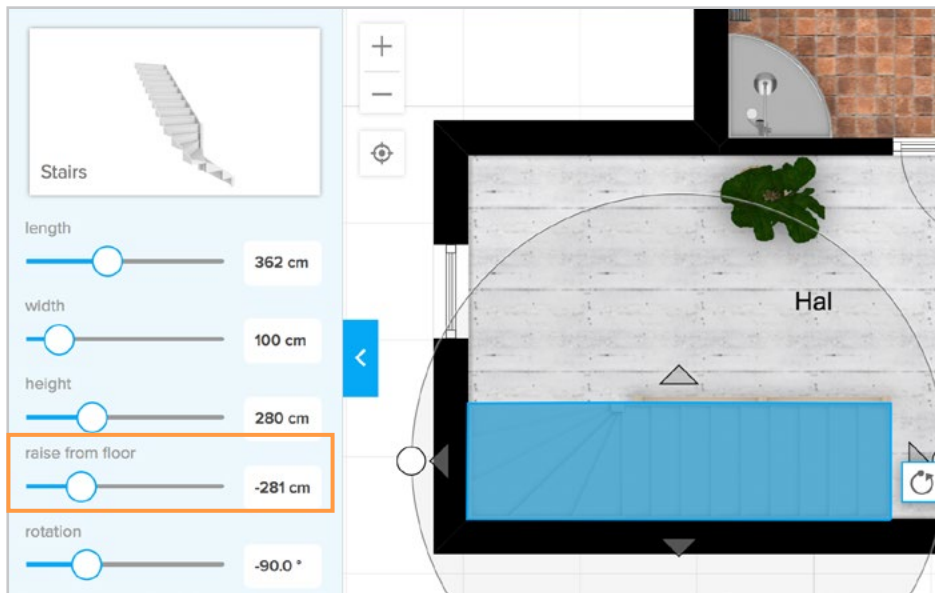 Stairs
length
362 cm
width
100 cm
height
280 cm
raise from floor
-281 cm
rotation
-90.0 °
Hal